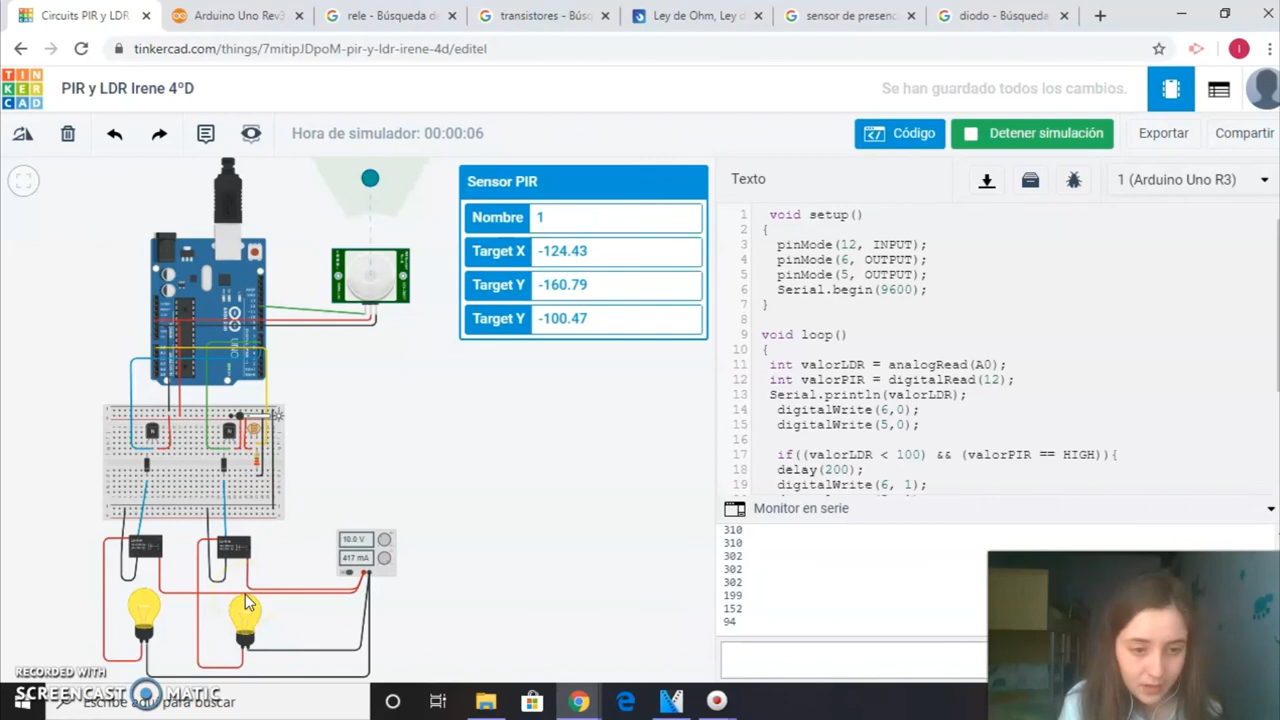 Circuits PIR y LDR
Arduino Uno Rev3
rele - Búsqueda de
transistores - Búsq
Ley de Ohm, Ley d
sensor de presenc
diodo - Búsqueda
tinkercad.com/things/7mitipJDpoM-pir-y-ldr-irene-4d/editel
I
TIN
KER
CAD
PIR y LDR Irene 4ºD
Se han guardado todos los cambios.
Hora de simulador: 00:00:06
Código
Detener simulación
Exportar
Compartir
Sensor PIR
Nombre 1
Target X -124.43
Target Y -160.79
Target Y -100.47
UNO
10.0 V
417 mA
Texto
1 (Arduino Uno R3)
1 void setup()
2 {
3 pinMode(12, INPUT);
4 pinMode(6, OUTPUT);
5 pinMode(5, OUTPUT);
6 Serial.begin(9600);
7 }
8
9 void loop()
10 {
11 int valorLDR = analogRead(A0);
12 int valorPIR = digitalRead(12);
13 Serial.println(valorLDR);
14 digitalWrite(6,0);
15 digitalWrite(5,0);
16
17 if((valorLDR < 100) && (valorPIR == HIGH)){
18 delay(200);
19 digitalWrite(6, 1);
Monitor en serie
310
310
302
302
302
199
152
94
RECORDED WITH
SCREENCAST MATIC
Escribe aquí para buscar